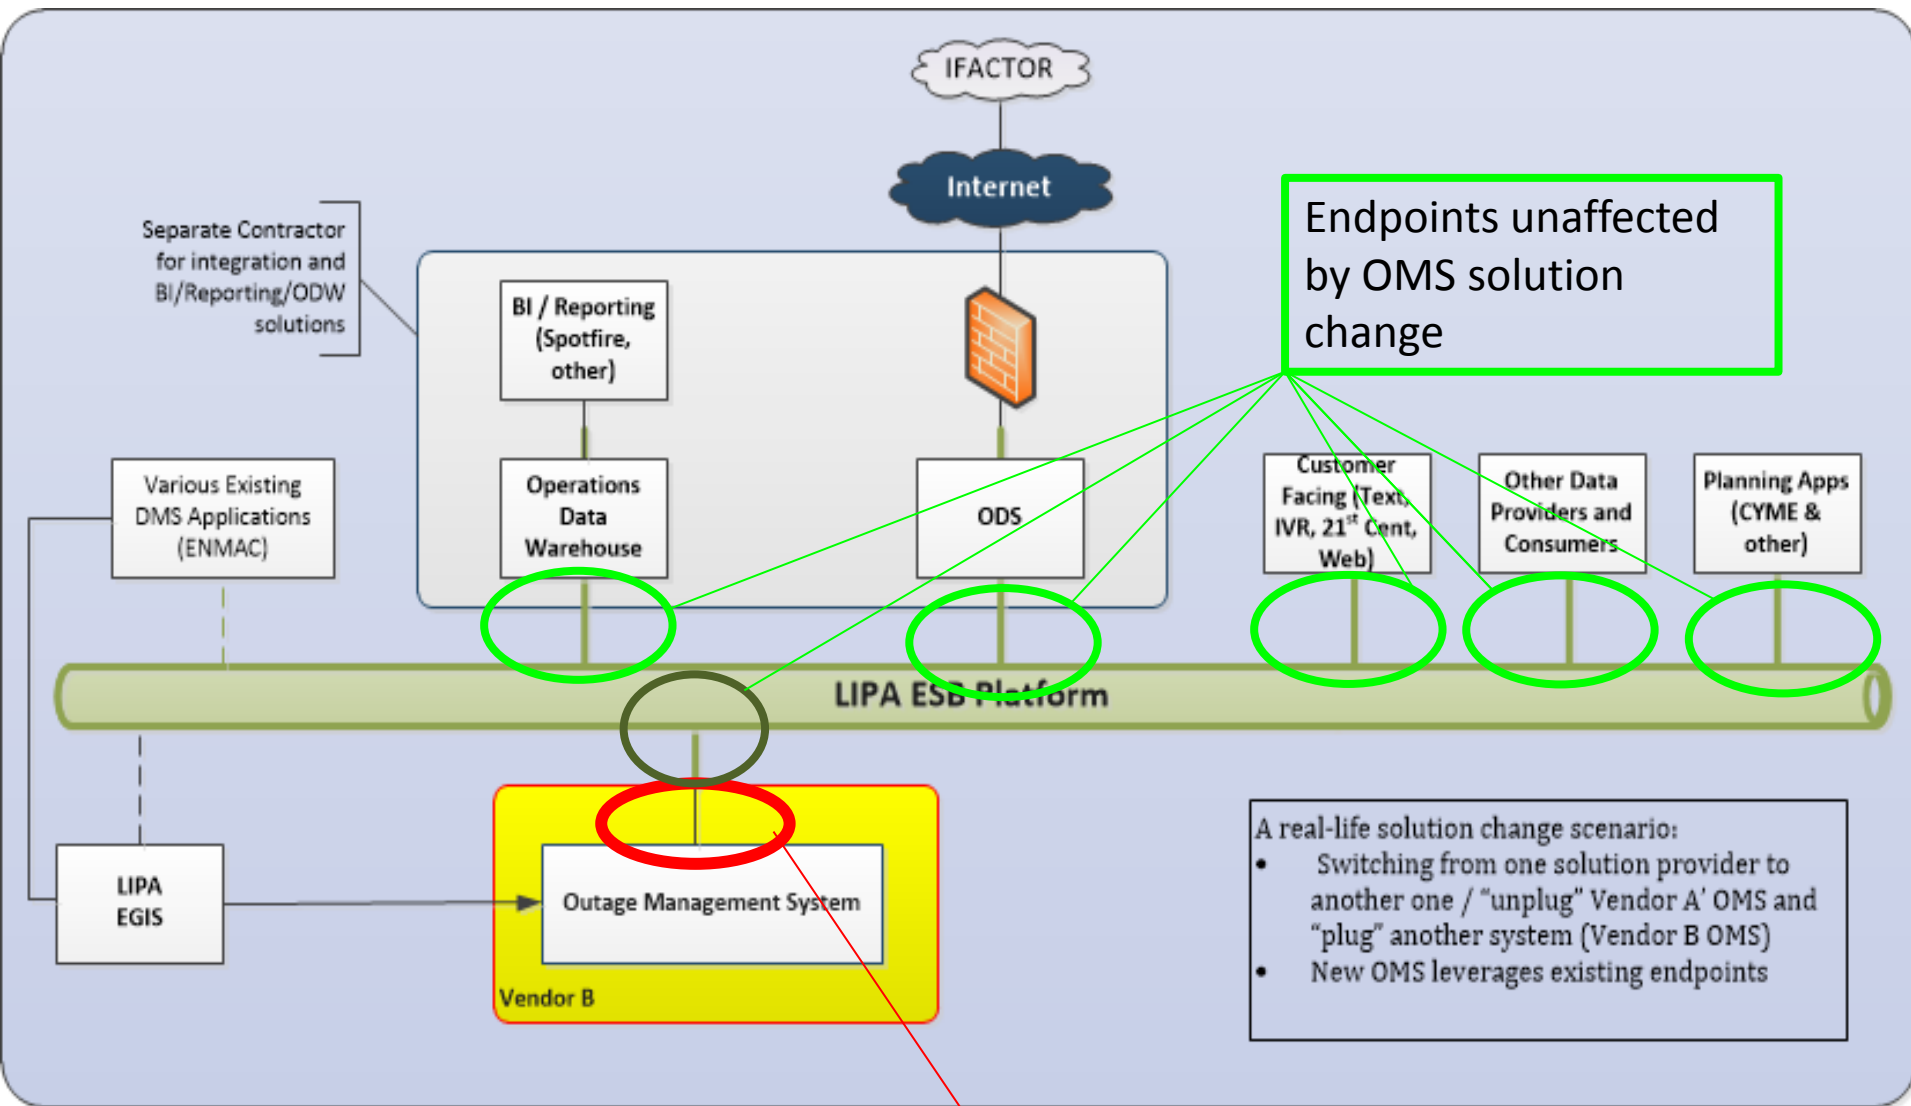 IFACTOR
Internet
Separate Contractor
for integration and
BI/Reporting/ODW
solutions
Endpoints unaffected
by OMS solution
change
BI / Reporting
(Spotfire,
other)
Various Existing
DMS Applications
(ENMAC)
Operations
Data
Warehouse
ODS
Customer
Facing (Text,
IVR, 21st Cent,
Web)
Other Data
Providers and
Consumers
Planning Apps
(CYME &
other)
LIPA ESB Platform
LIPA
EGIS
Outage Management System
Vendor B
A real-life solution change scenario:
• Switching from one solution provider to
another one / “unplug” Vendor A’ OMS and
“plug” another system (Vendor B OMS)
• New OMS leverages existing endpoints